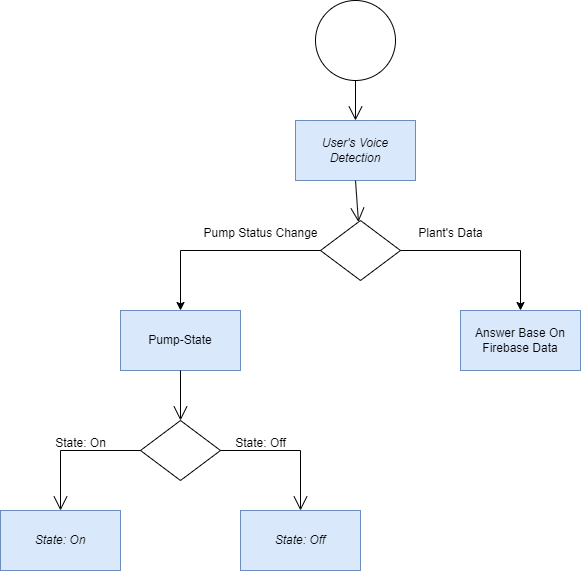 User's Voice
Detection
Pump Status Change
Plant's Data
Pump-State
Answer Base On
Firebase Data
State: On
State: Off
State: On
State: Off